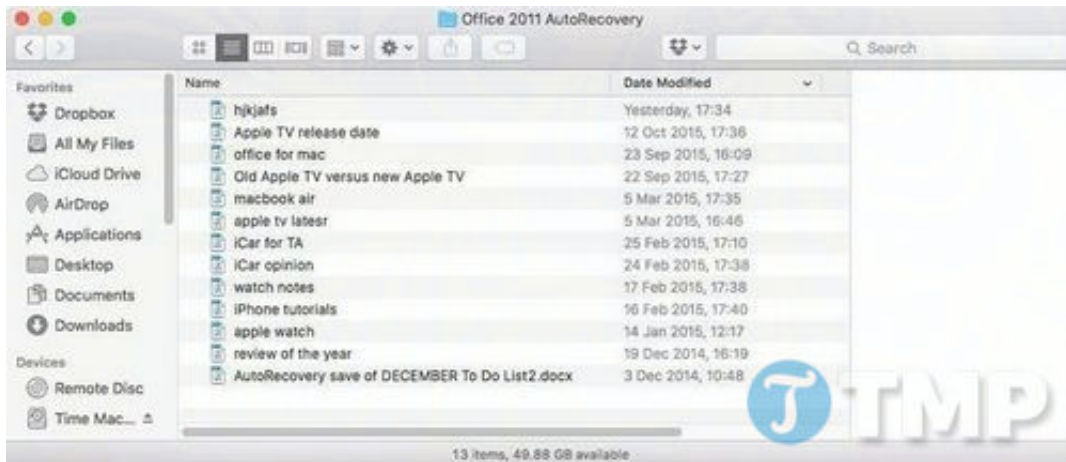 Office 2011 AutoRecovery
Search
Favorites
Dropbox
All My Files
iCloud Drive
AirDrop
Applications
Desktop
Documents
Downloads
Devices
Remote Disc
Time Mac...
Name Date Modified
hjkjafs Yesterday, 17:34
Apple TV release date 12 Oct 2015, 17:36
office for mac 23 Sep 2015, 16:09
Old Apple TV versus new Apple TV 22 Sep 2015, 17:27
macbook air 5 Mar 2015, 17:35
apple tv latesr 5 Mar 2015, 16:46
iCar for TA 25 Feb 2015, 17:10
iCar opinion 24 Feb 2015, 17:38
watch notes 17 Feb 2015, 17:38
iPhone tutorials 16 Feb 2015, 17:40
apple watch 14 Jan 2015, 12:17
review of the year 19 Dec 2014, 16:19
AutoRecovery save of DECEMBER To Do List2.docx 3 Dec 2014, 10:48
TMP
13 items, 49.88 GB available